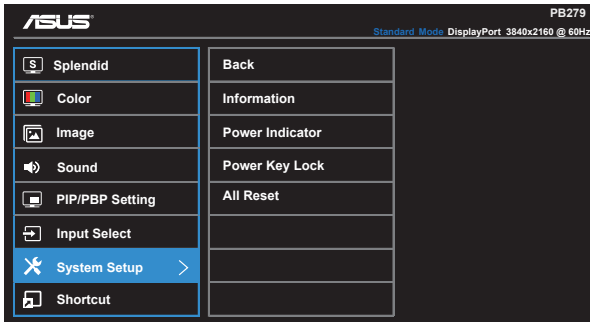 ASUS
PB279
Standard Mode DisplayPort 3840x2160 @ 60Hz
S Splendid
Color
Image
Sound
PIP/PBP Setting
Input Select
System Setup >
Shortcut
Back
Information
Power Indicator
Power Key Lock
All Reset